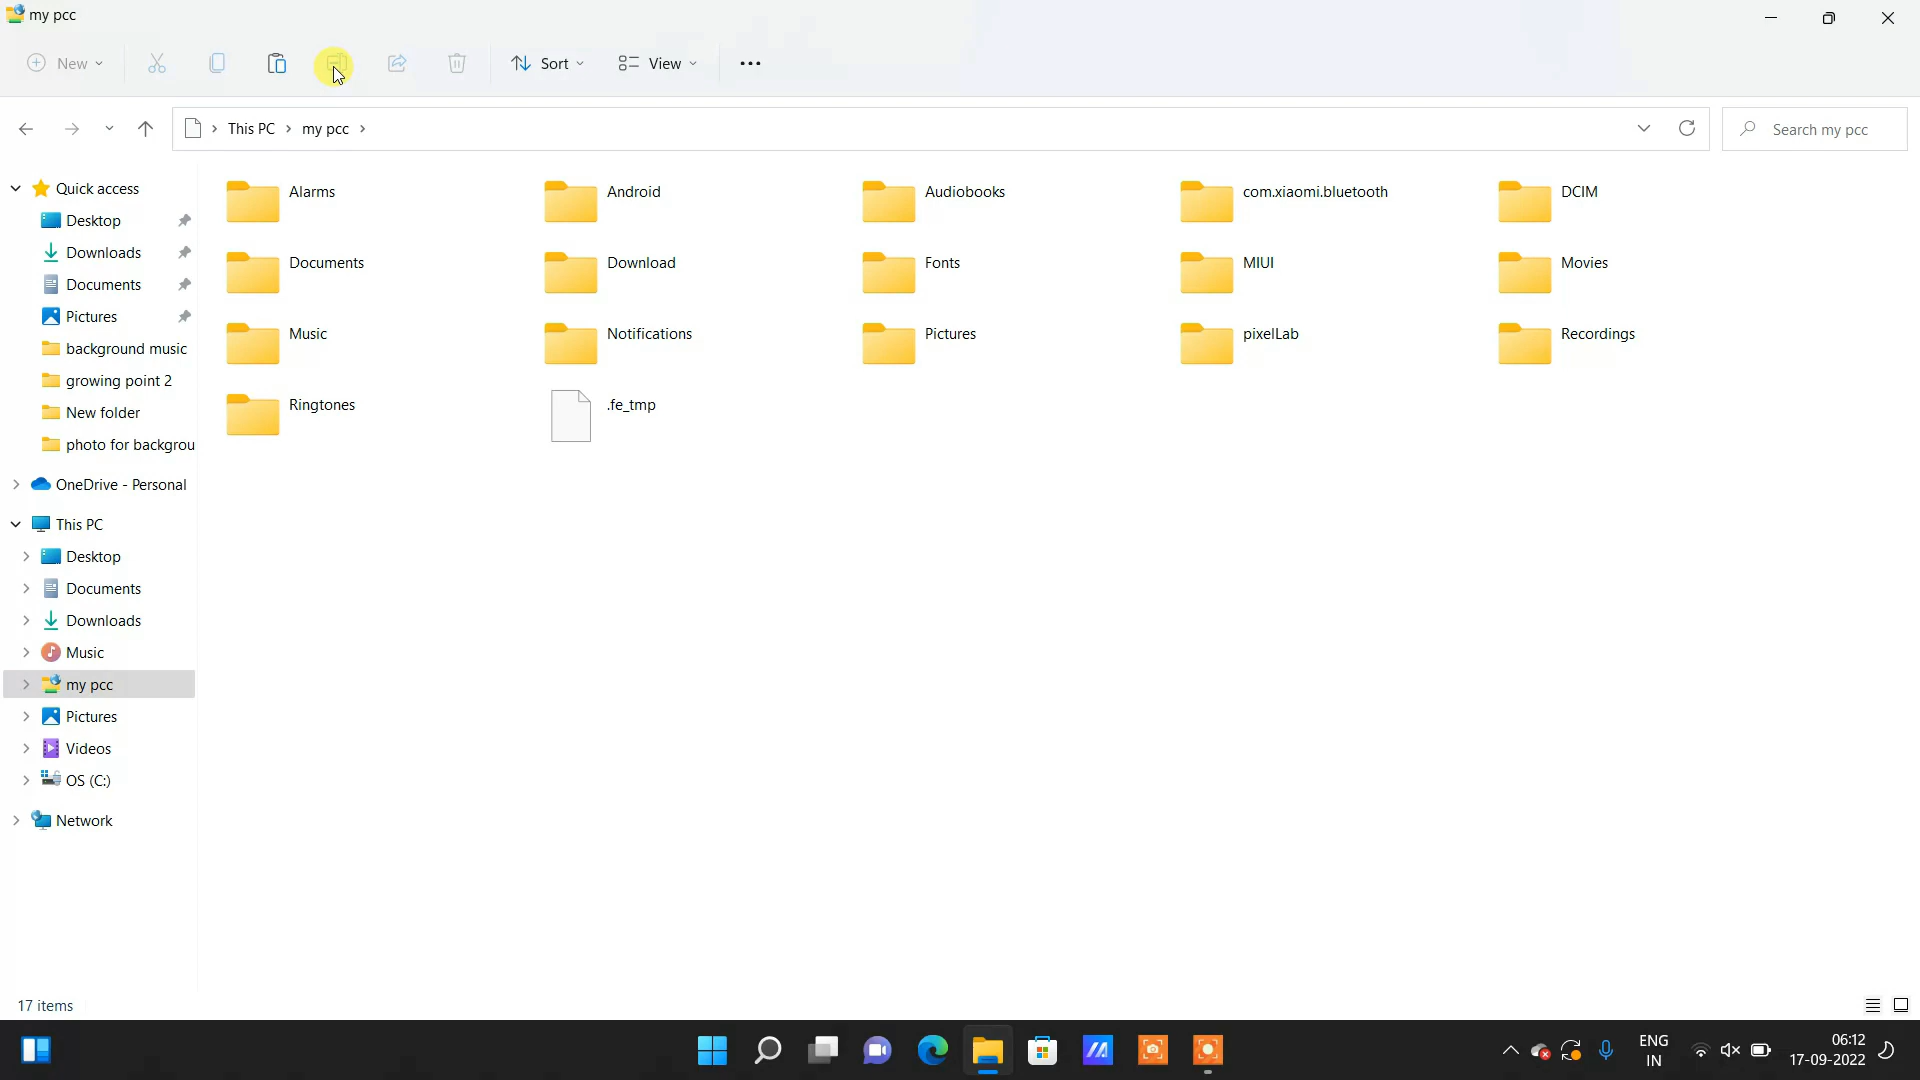 my pcc
New
Sort
View
This PC > my pcc >
Search my pcc
Quick access
Desktop
Downloads
Documents
Pictures
background music
growing point 2
New folder
photo for backgrou
OneDrive - Personal
This PC
Desktop
Documents
Downloads
Music
my pcc
Pictures
Videos
OS (C:)
Network
Alarms
Android
Audiobooks
com.xiaomi.bluetooth
DCIM
Documents
Download
Fonts
MIUI
Movies
Music
Notifications
Pictures
pixelLab
Recordings
Ringtones
.fe_tmp
17 items
ENG
IN
06:12
17-09-2022